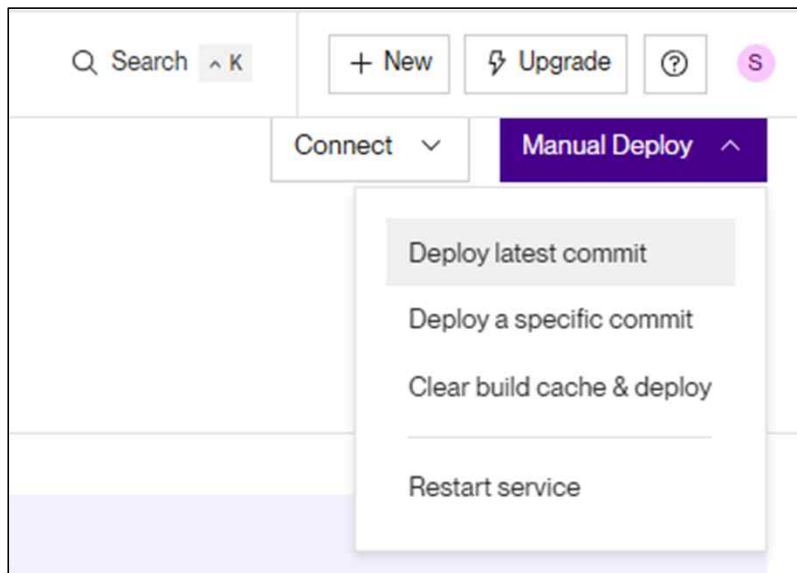 Search ^ K + New Upgrade ? S
Connect Manual Deploy
Deploy latest commit
Deploy a specific commit
Clear build cache & deploy
Restart service